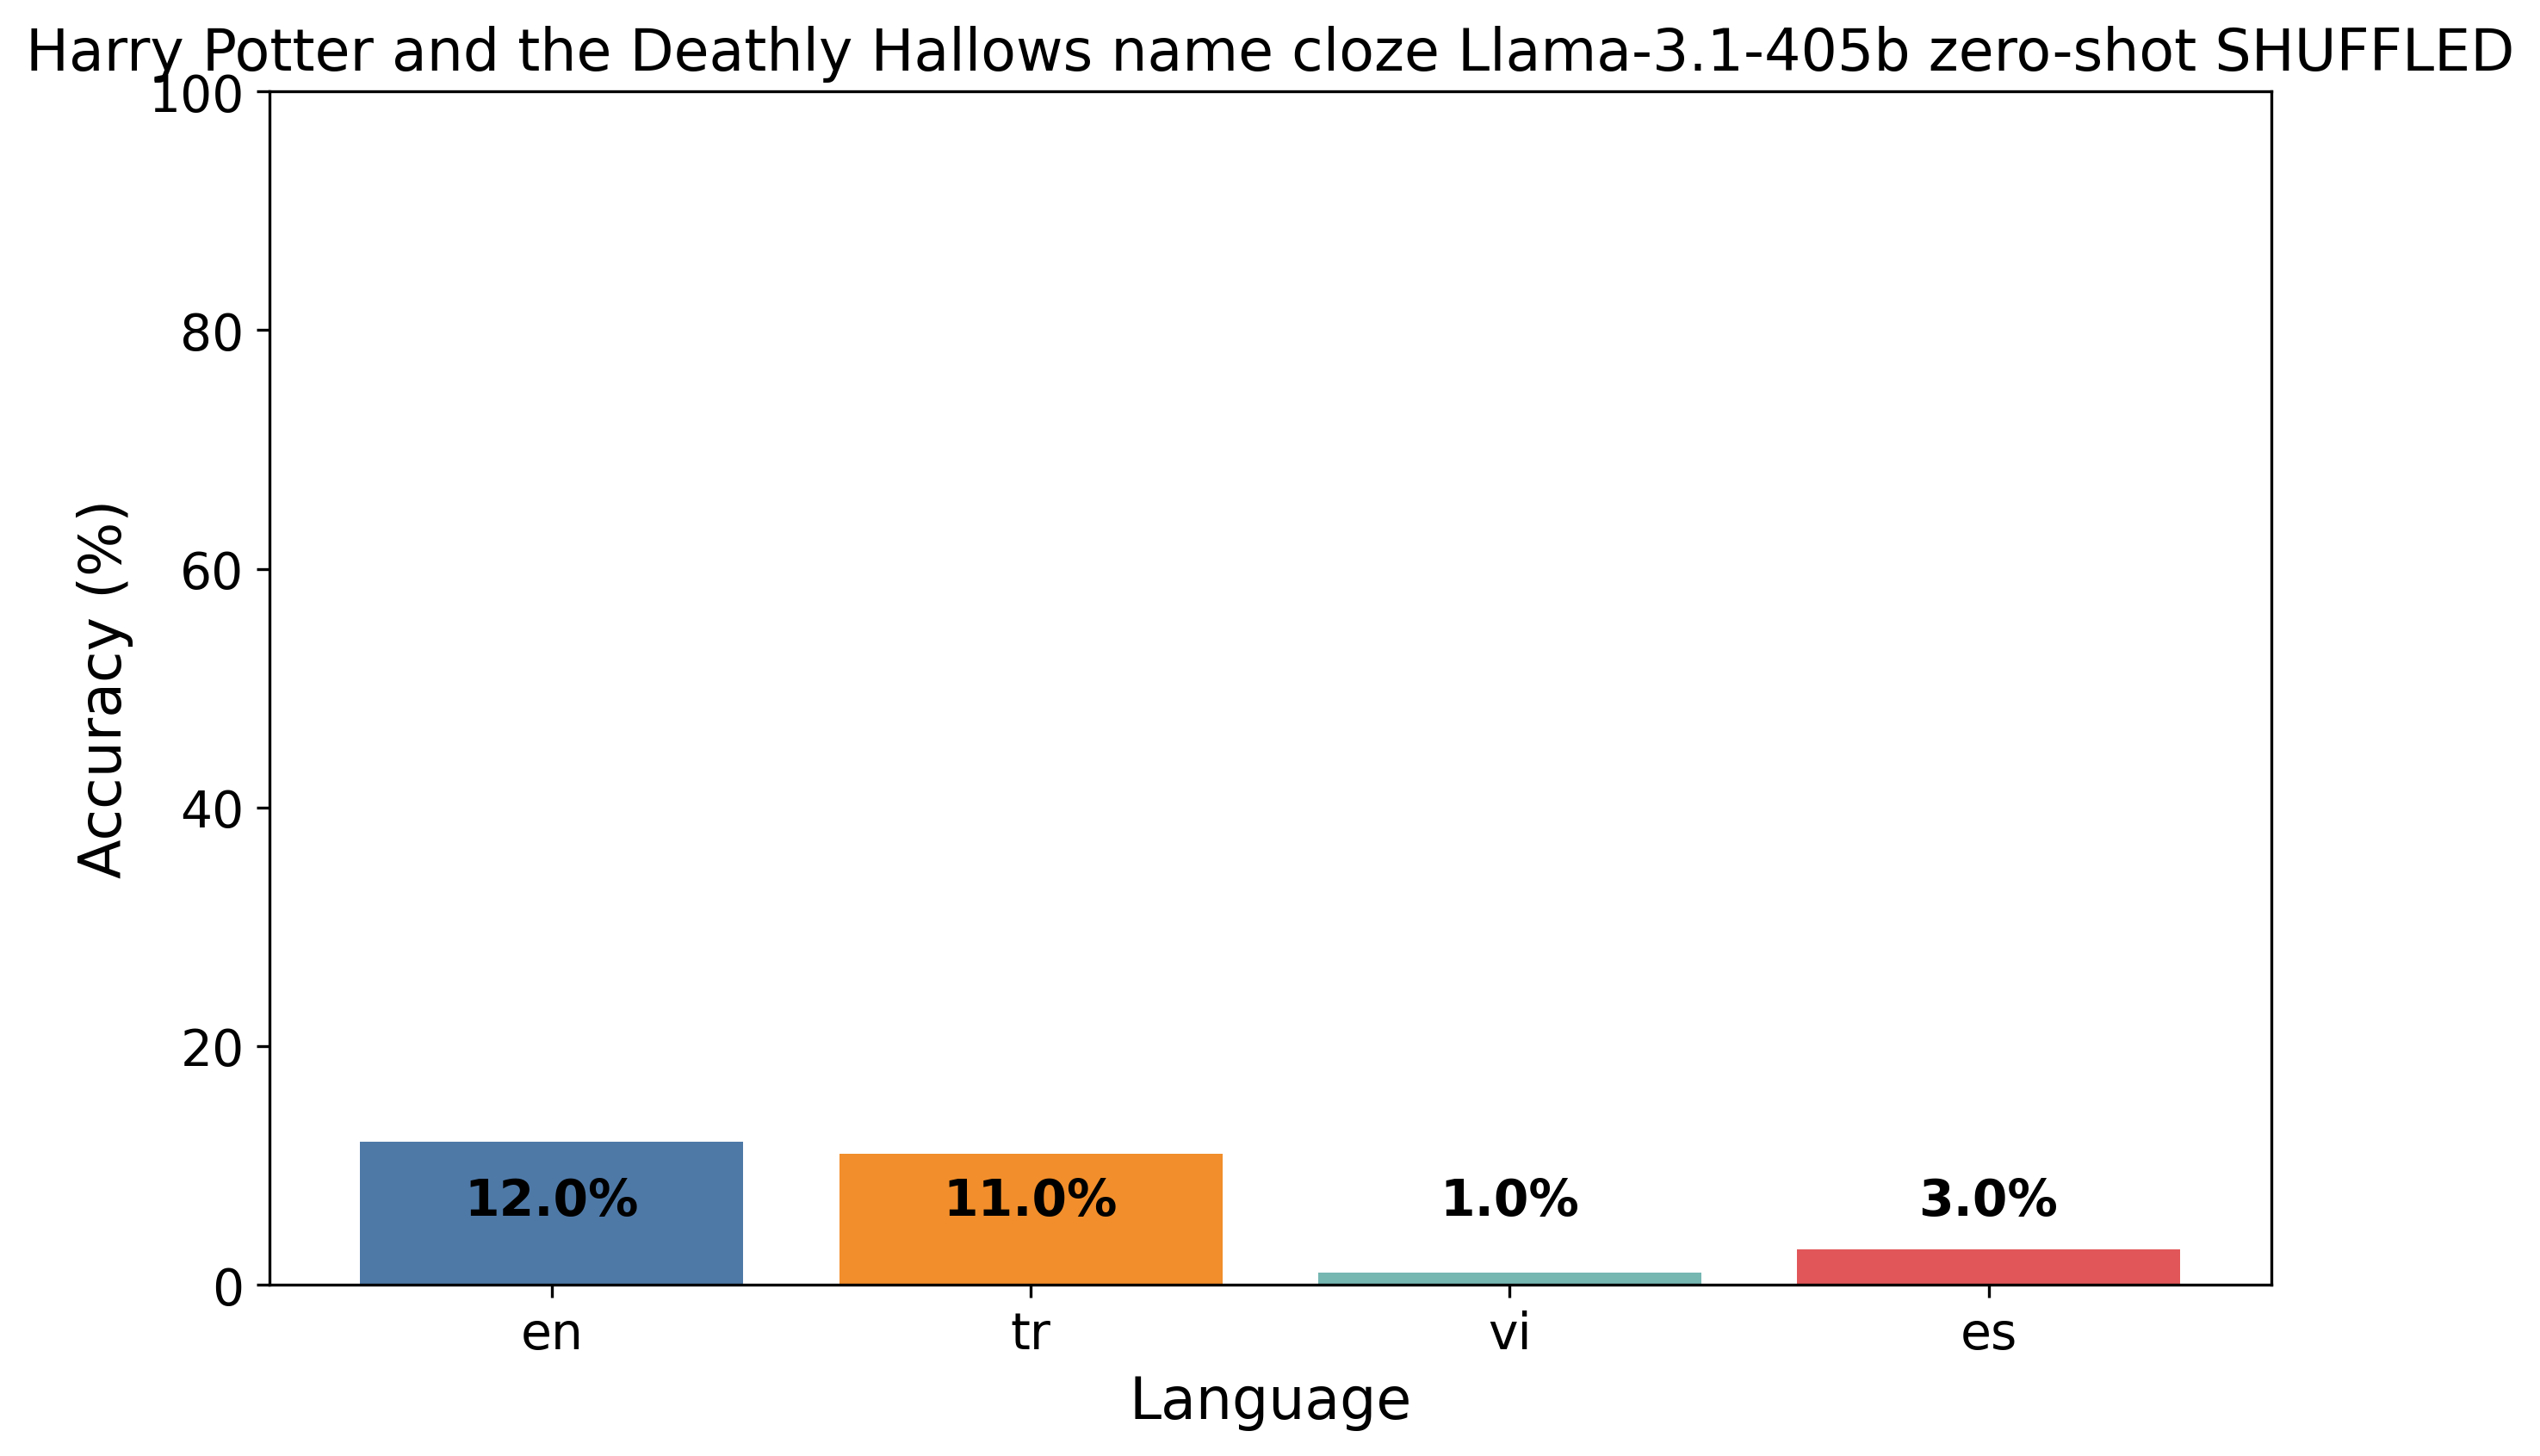 Harry Potter and the Deathly Hallows name cloze Llama-3.1-405b zero-shot SHUFFLED
100
80
60
40
20
0
Accuracy (%)
12.0%
11.0%
1.0%
3.0%
en
tr
vi
es
Language